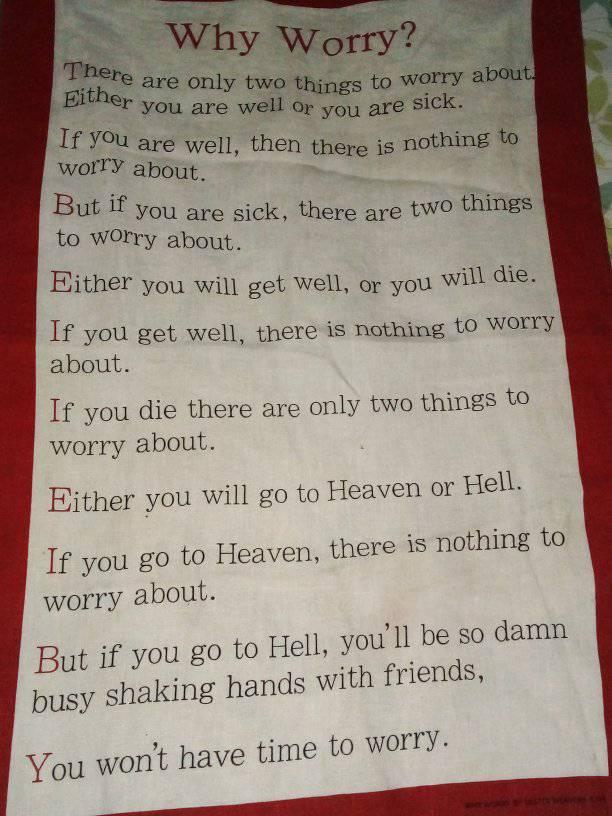 Why Worry?
There are only two things to worry about.
Either you are well or you are sick.
If you are well, then there is nothing to
worry about.
But if you are sick, there are two things
to worry about.
Either you will get well, or you will die.
If you get well, there is nothing to worry
about.
If you die there are only two things to
worry about.
Either you will go to Heaven or Hell.
If you go to Heaven, there is nothing to
worry about.
But if you go to Hell, you'll be so damn
busy shaking hands with friends,
You won't have time to worry.